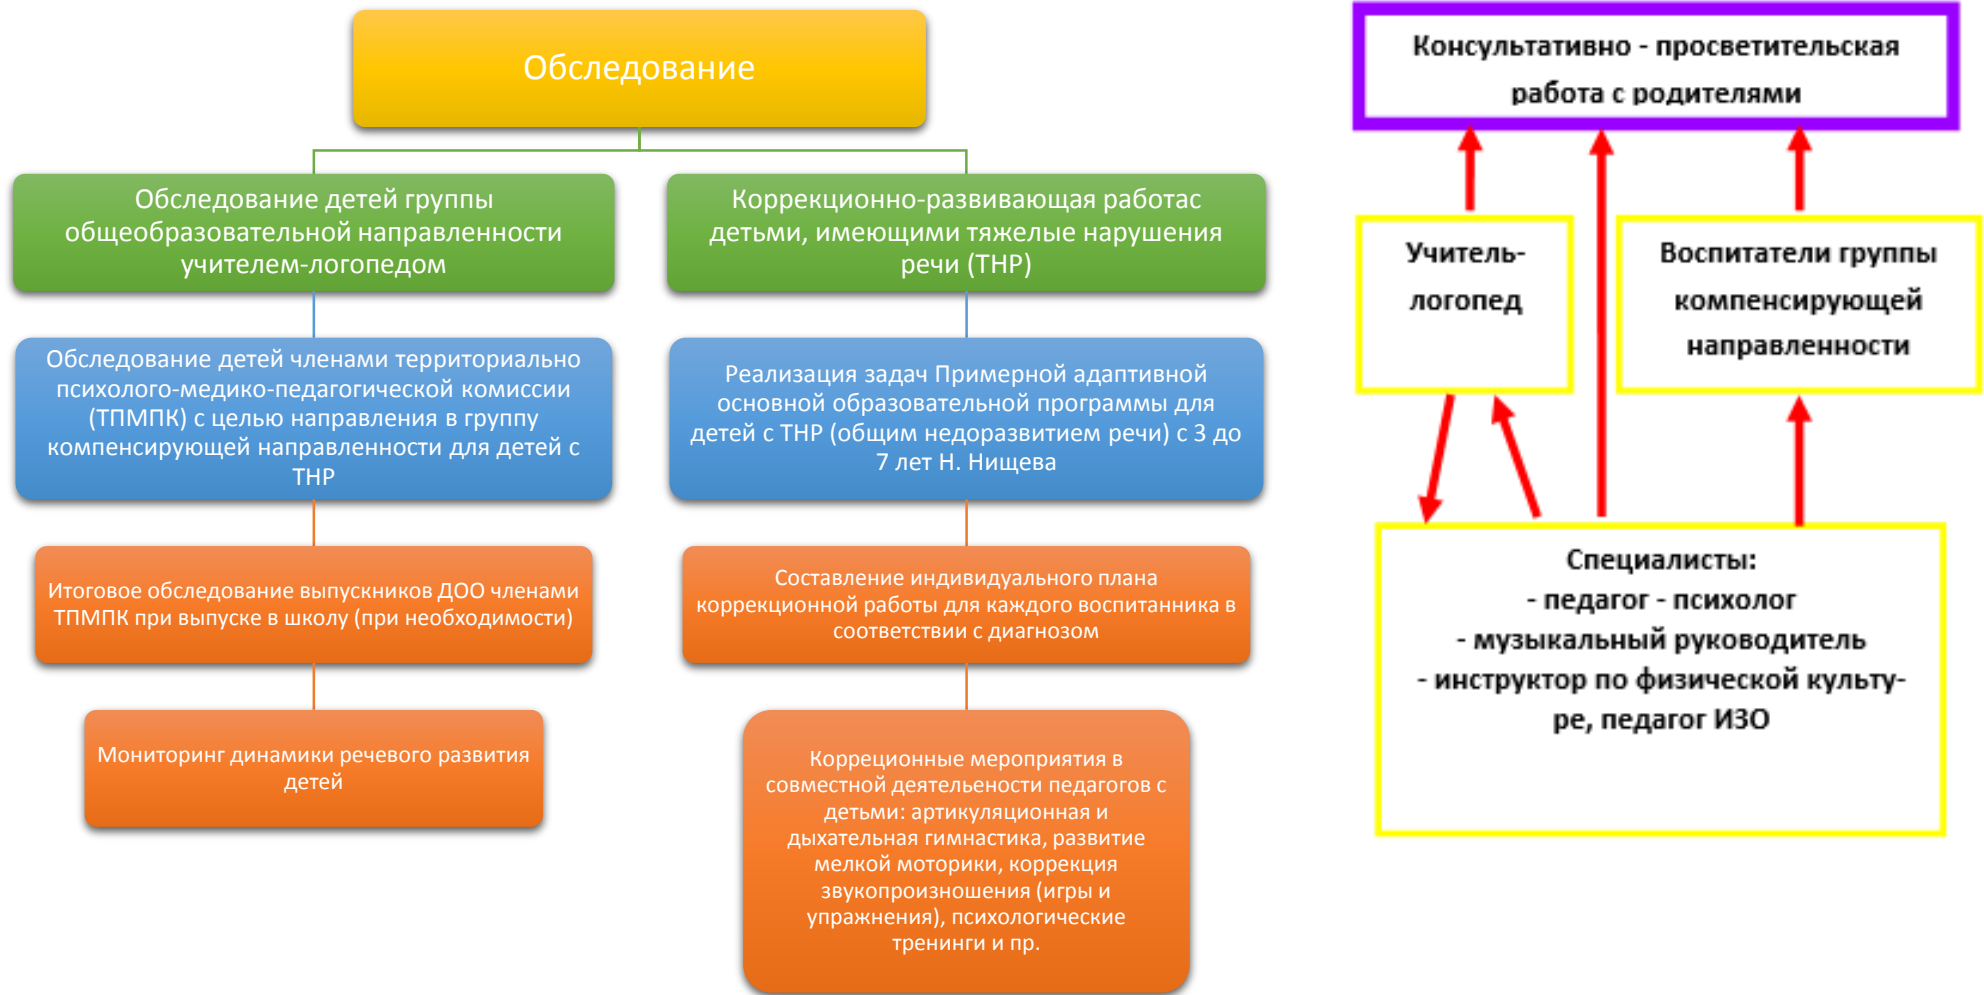 Обследование
Обследование детей группы
общеобразовательной направленности
учителем-логопедом
Обследование детей членами территориально
психолого-медико-педагогической комиссии
(ТПМПК) с целью направления в группу
компенсирующей направленности для детей с
ТНР
Итоговое обследование выпускников ДОО членами
ТПМПК при выпуске в школу (при необходимости)
Мониторинг динамики речевого развития
детей
Коррекционно-развивающая работас
детьми, имеющими тяжелые нарушения
речи (ТНР)
Реализация задач Примерной адаптивной
основной образовательной программы для
детей с ТНР (общим недоразвитием речи) с 3 до
7 лет Н. Нищева
Составление индивидуального плана
коррекционной работы для каждого воспитанника в
соответствии с диагнозом
Корреционные мероприятия в
совместной деятельености педагогов с
детьми: артикуляционная и
дыхательная гимнастика, развитие
мелкой моторики, коррекция
звукопроизношения (игры и
упражнения), психологические
тренинги и пр.
Консультативно - просветительская
работа с родителями
Учитель-
логопед
Воспитатели группы
компенсирующей
направленности
Специалисты:
- педагог - психолог
- музыкальный руководитель
- инструктор по физической культу-
ре, педагог ИЗО